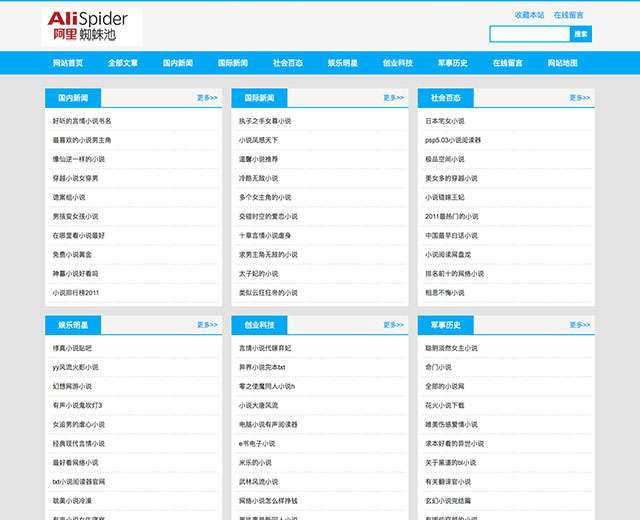 AliSpider
阿里 蜘蛛池
收藏本站 在线留言
搜索
网站首页 全部文章 国内新闻 国际新闻 社会百态 娱乐明星 创业科技 军事历史 在线留言 网站地图
国内新闻 更多>>
好听的言情小说书名
最喜欢的小说男主角
像仙逆一样的小说
穿越小说女穿男
诡案组小说
男孩变女孩小说
在哪里看小说最好
免费小说黄金
神墓小说好看吗
小说排行榜2011
国际新闻 更多>>
执子之手女尊小说
小说凤惑天下
温馨小说推荐
冷酷无敌小说
多个女主角的小说
交错时空的爱恋小说
十章言情小说虐身
求男主角无敌的小说
太子妃的小说
类似云狂狂帝的小说
社会百态 更多>>
日本宅女小说
psp5.03小说阅读器
极品空间小说
美女多的穿越小说
小说错嫁王妃
2011最热门的小说
中国最早白话小说
小说阅读网盘龙
排名前十的网络小说
相思不悔小说
娱乐明星 更多>>
修真小说贴吧
yy风流火影小说
幻想网游小说
有声小说鬼吹灯3
女追男的虐心小说
经典现代言情小说
最好看网络小说
txt小说阅读器官网
耽美小说冷漠
创业科技 更多>>
言情小说代嫁弃妃
异界小说完本txt
零之使魔同人小说h
小说大唐风流
电脑小说有声阅读器
e书电子小说
米乐的小说
武林风流小说
网络小说怎么样挣钱
军事历史 更多>>
聪明淡然女主小说
命门小说
全部的小说网
花火小说下载
唯美伤感爱情小说
求本好看的异世小说
关于黑道的bl小说
有关翻译官小说
玄幻小说完结篇